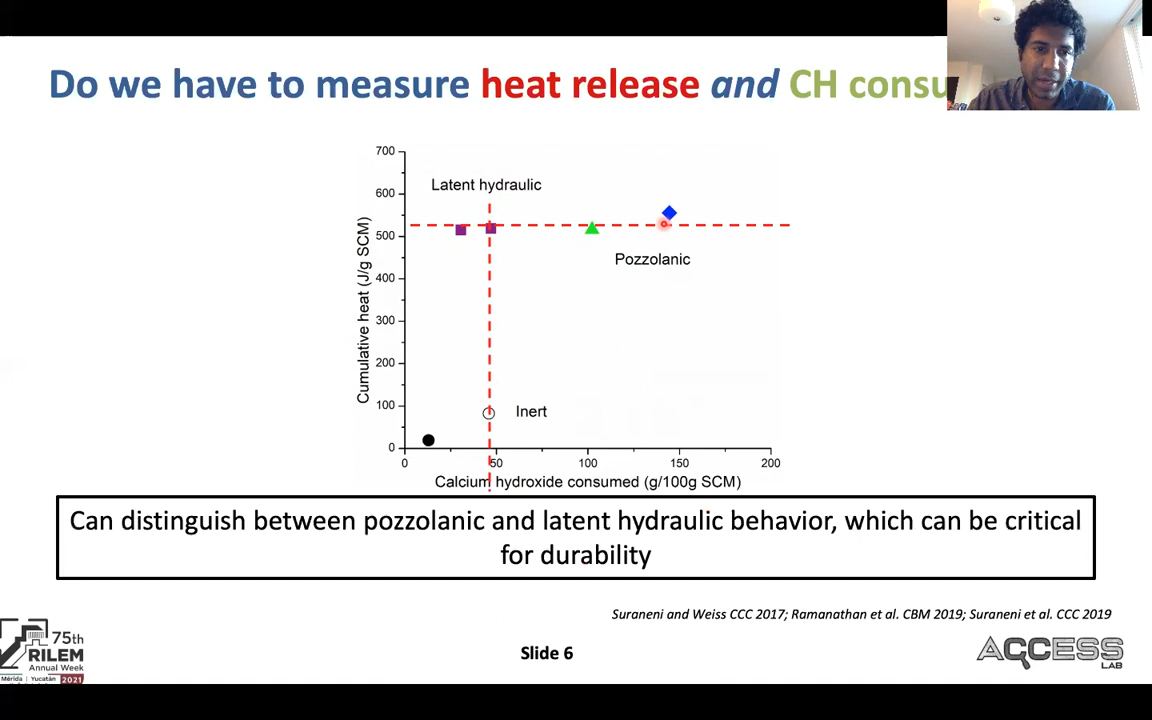 Do we have to measure heat release and CH consu
700
Latent hydraulic
600
500
Pozzolanic
400
300
200
100
Inert
0
0 50 100 150 200
Cumulative heat (J/g SCM)
Calcium hydroxide consumed (g/100g SCM)
Can distinguish between pozzolanic and latent hydraulic behavior, which can be critical
for durability
Suraneni and Weiss CCC 2017; Ramanathan et al. CBM 2019; Suraneni et al. CCC 2019
75th
RILEM
Annual Week
Mérida | Yucatán 2021
Slide 6
ACCESS
LAB